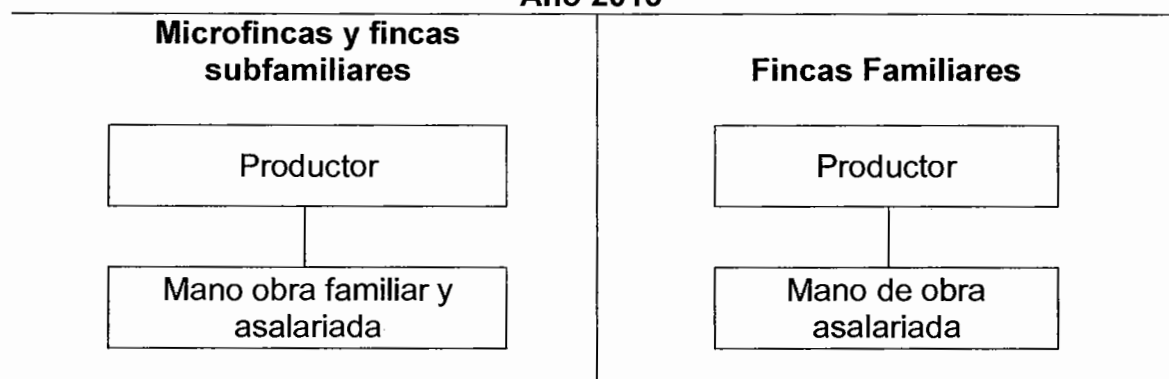 Microfincas y fincas
subfamiliares
Fincas Familiares
Productor
Productor
Mano obra familiar y
asalariada
Mano de obra
asalariada